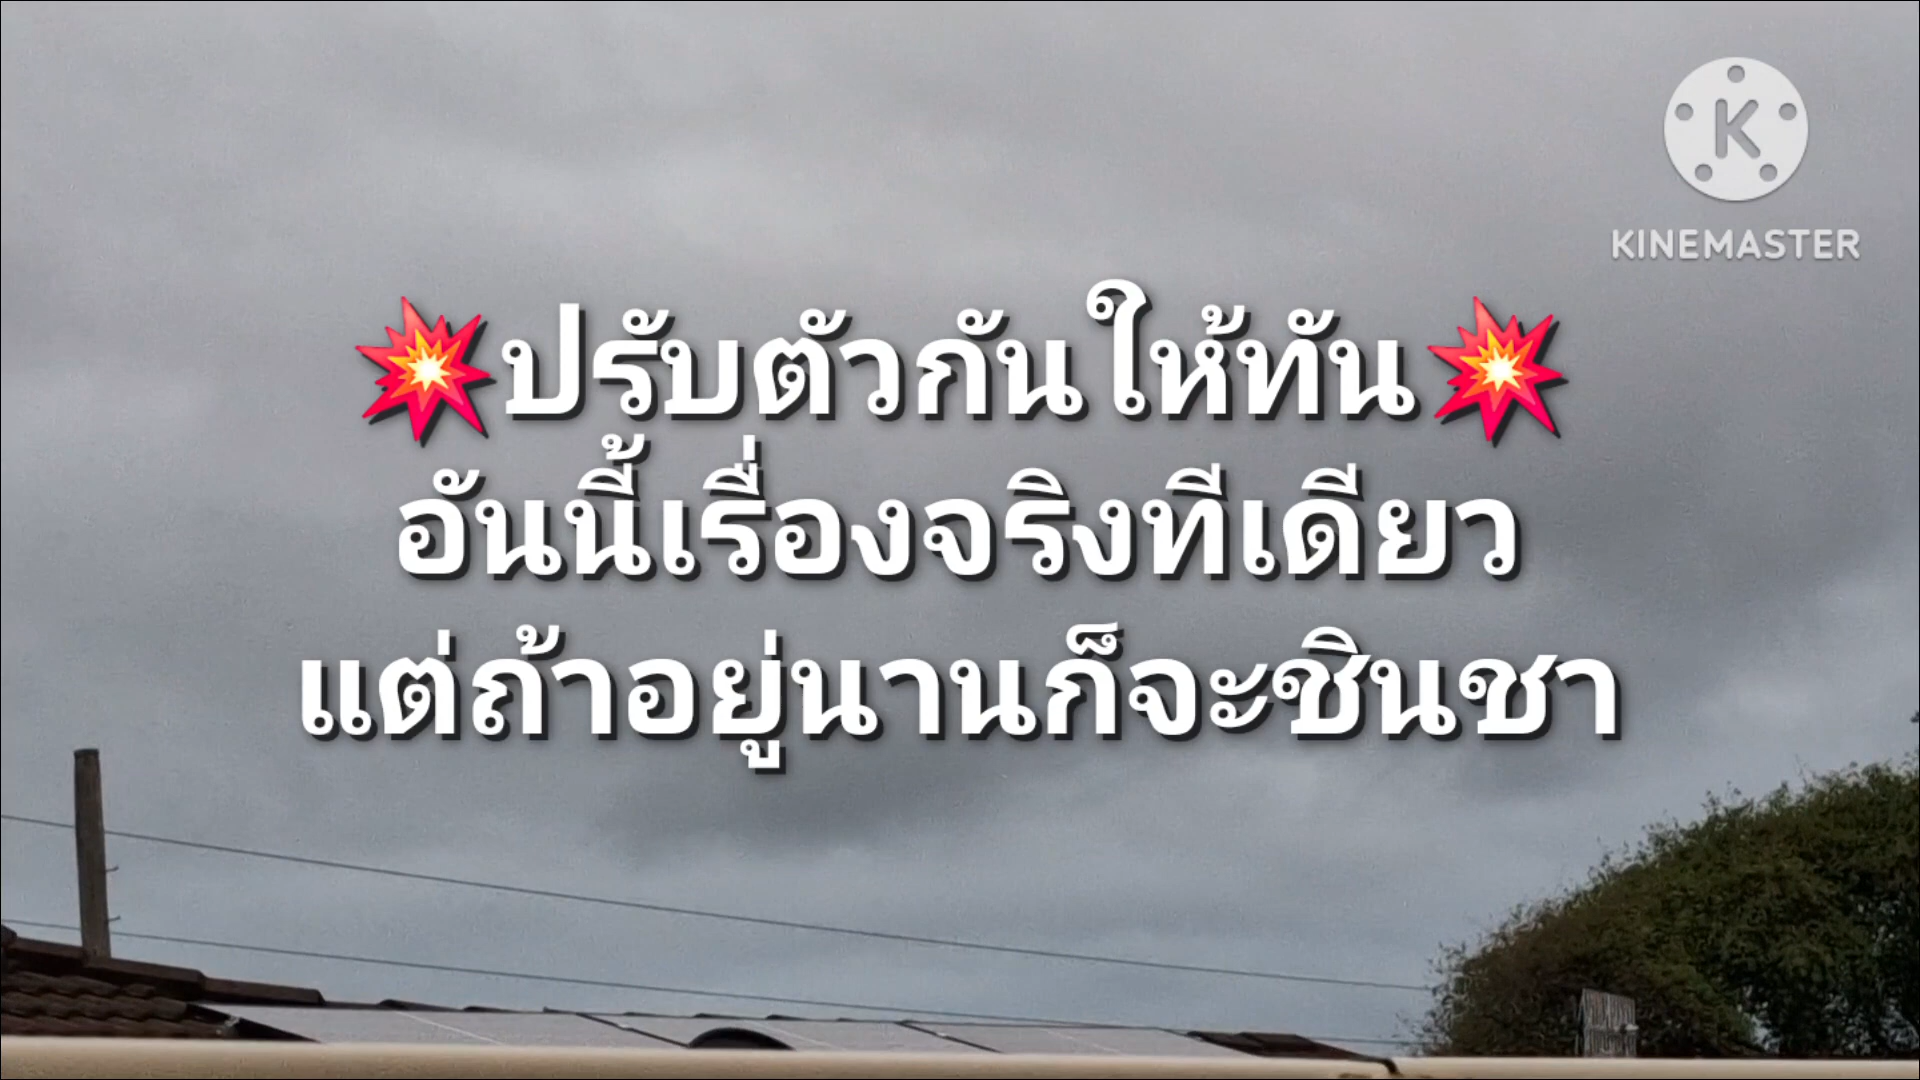 KINEMASTER
💥ปรับตัวกันให้ทัน💥
อันนี้เรื่องจริงทีเดียว
แต่ถ้าอยู่นานก็จะชินชา